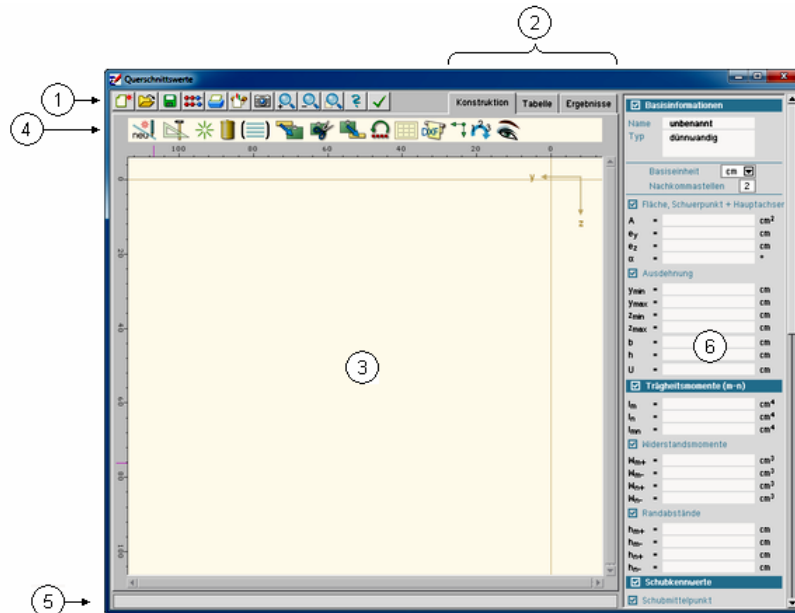 2
Querschnittswerte
1
Konstruktion Tabelle Ergebnisse
4
neu DXF
100 80 60 40 20 0
0
20
40
60
80
100
y
z
3
5
Basisinformationen
Name unbenannt
Typ dünnwandig
Basiseinheit cm
Nachkommastellen 2
Fläche, Schwerpunkt + Hauptachser
A = cm²
ey = cm
ez = cm
α = °
Ausdehnung
ymin = cm
ymax = cm
zmin = cm
zmax = cm
b = cm
h = cm
U = cm
6
Trägheitsmomente (m-n)
Im = cm⁴
In = cm⁴
Imn = cm⁴
Widerstandsmomente
Wm+ = cm³
Wm- = cm³
Wn+ = cm³
Wn- = cm³
Randabstände
hm+ = cm
hm- = cm
hn+ = cm
hn- = cm
Schubkennwerte
Schubmittelpunkt